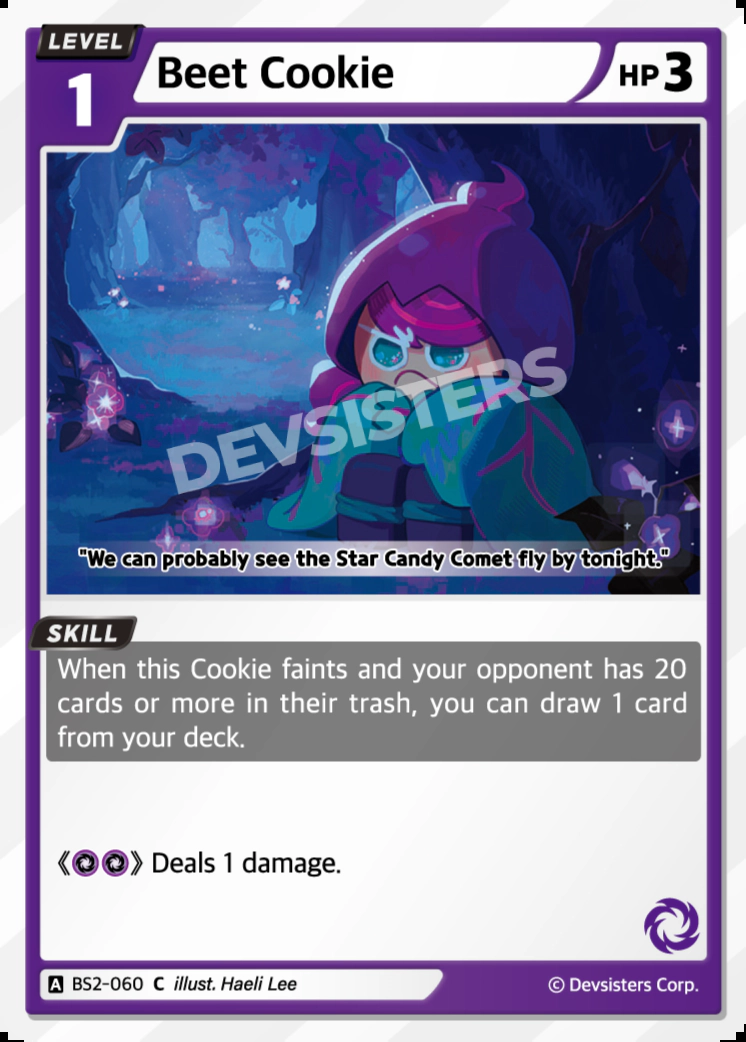 LEVEL
1
Beet Cookie
HP 3
DEVSISTERS
"We can probably see the Star Candy Comet fly by tonight."
SKILL
When this Cookie faints and your opponent has 20
cards or more in their trash, you can draw 1 card
from your deck.
《》 Deals 1 damage.
A BS2-060 C illust. Haeli Lee
© Devsisters Corp.